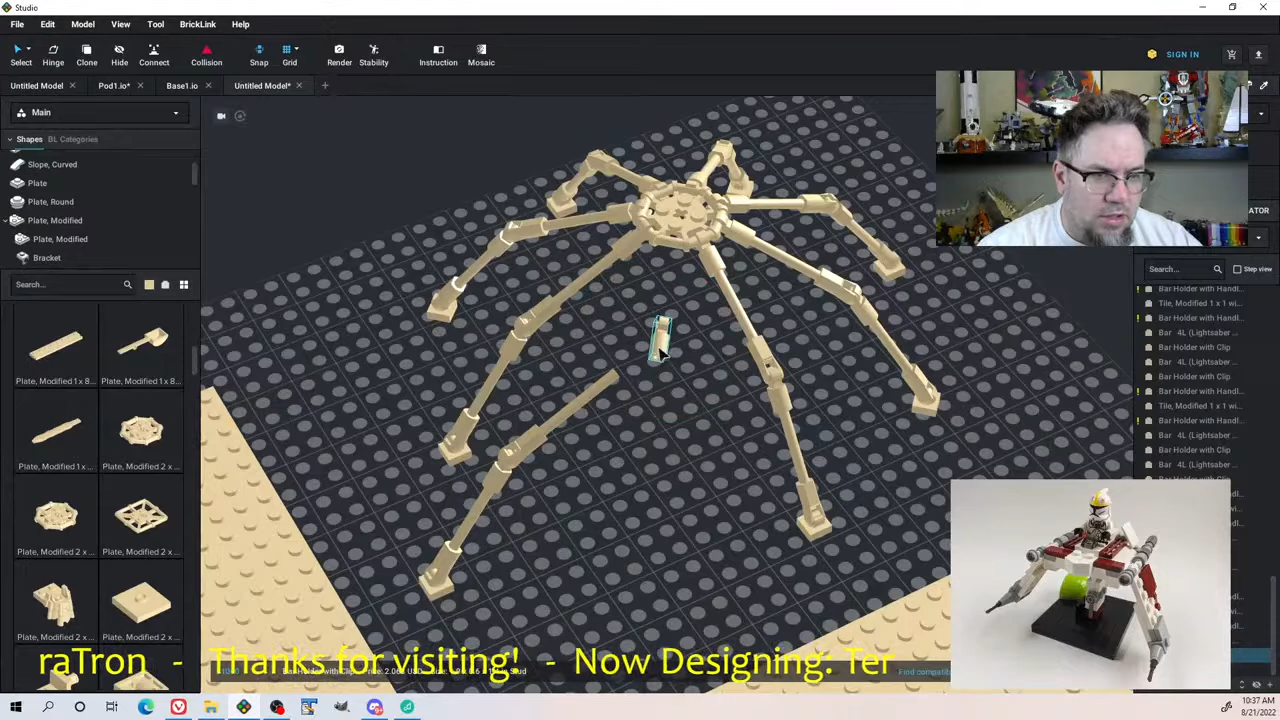 Studio
File Edit Model View Tool BrickLink Help
Select Hinge Clone Hide Connect Collision Snap Grid Render Stability Instruction Mosaic
SIGN IN
Untitled Model Pod1.io* Base1.io Untitled Model*
Main
Shapes BL Categories
Slope, Curved
Plate
Plate, Round
Plate, Modified
Plate, Modified
Bracket
Search...
Plate, Modified 1 x 8... Plate, Modified 1 x 8...
Plate, Modified 1 x ... Plate, Modified 2 x ...
Plate, Modified 2 x ... Plate, Modified 2 x ...
Plate, Modified 2 x ... Plate, Modified 2 x ...
ATOR
Search... Step view
Bar Holder with Handl...
Tile, Modified 1 x 1 wi...
Bar Holder with Handl...
Bar 4L (Lightsaber ...
Bar Holder with Clip
Bar 4L (Lightsaber ...
Bar Holder with Clip
Bar Holder with Handl...
Tile, Modified 1 x 1 wi...
Bar Holder with Handl...
Bar 4L (Lightsaber ...
Bar Holder with Clip
Bar 4L (Lightsaber ...
raTron - Thanks for visiting! - Now Designing: Ter
10:37 AM
8/21/2022